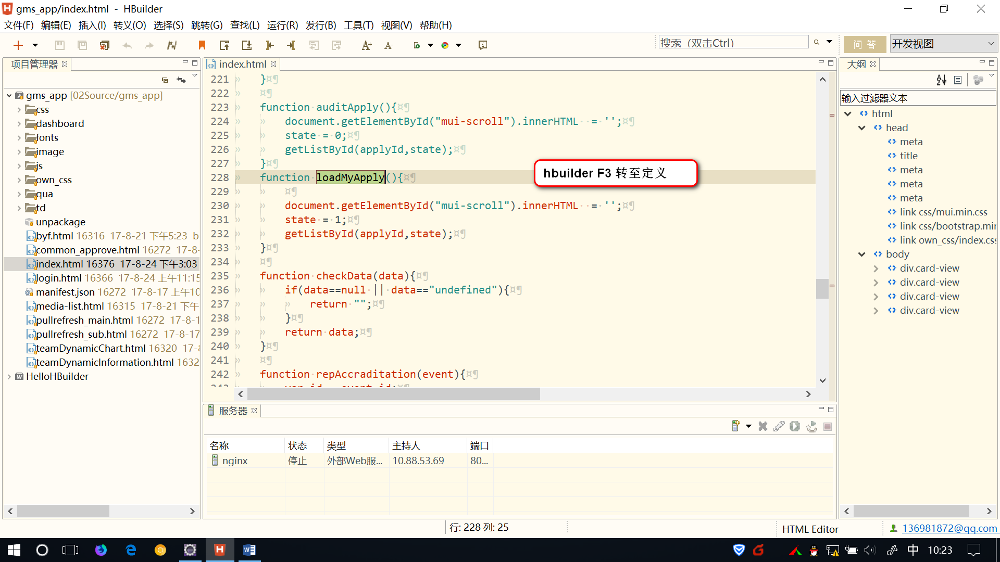 gms_app/index.html - HBuilder
文件(F) 编辑(E) 插入(I) 转义(O) 选择(S) 跳转(G) 查找(L) 运行(R) 发行(B) 工具(T) 视图(V) 帮助(H)
搜索（双击Ctrl）
问 答
开发视图
项目管理器
gms_app [02Source/gms_app]
css
dashboard
fonts
image
js
own_css
qua
td
unpackage
byf.html 16316 17-8-21 下午5:23 b
common_approve.html 16272 17-8-
index.html 16376 17-8-24 下午3:03
login.html 16366 17-8-24 上午11:15
manifest.json 16272 17-8-17 上午10
media-list.html 16315 17-8-21 下午
pullrefresh_main.html 16272 17-8-1
pullrefresh_sub.html 16272 17-8-17
teamDynamicChart.html 16320 17-8
teamDynamicInformation.html 1632
HelloHBuilder
index.html
221 » }¤¶
222 » ¤¶
223 » function·auditApply(){¤¶
224 » » document.getElementById("mui-scroll").innerHTML ··=·'';¤¶
225 » » state·=·0;¤¶
226 » » getListById(applyId,state);¤¶
227 » }¤¶
228 » function·loadMyApply(){¤¶
229 » » ¤¶
230 » » document.getElementById("mui-scroll").innerHTML ··=·'';¤¶
231 » » state·=·1;¤¶
232 » » getListById(applyId,state);¤¶
233 » }¤¶
234 » ¤¶
235 » function·checkData(data){¤¶
236 » » if(data==null·||·data=="undefined"){¤¶
237 » » » return·"";¤¶
238 » » }¤¶
239 » » return·data;¤¶
240 » }¤¶
241 » ¤¶
242 » function·repAccraditation(event){¤¶
hbuilder F3 转至定义
服务器
名称 状态 类型 主持人 端口
nginx 停止 外部Web服... 10.88.53.69 80...
大纲
输入过滤器文本
html
head
meta
title
meta
meta
meta
link css/mui.min.css
link css/bootstrap.mir
link own_css/index.css
body
div.card-view
div.card-view
div.card-view
div.card-view
行: 228 列: 25
HTML Editor
136981872@qq.com
中 10:23